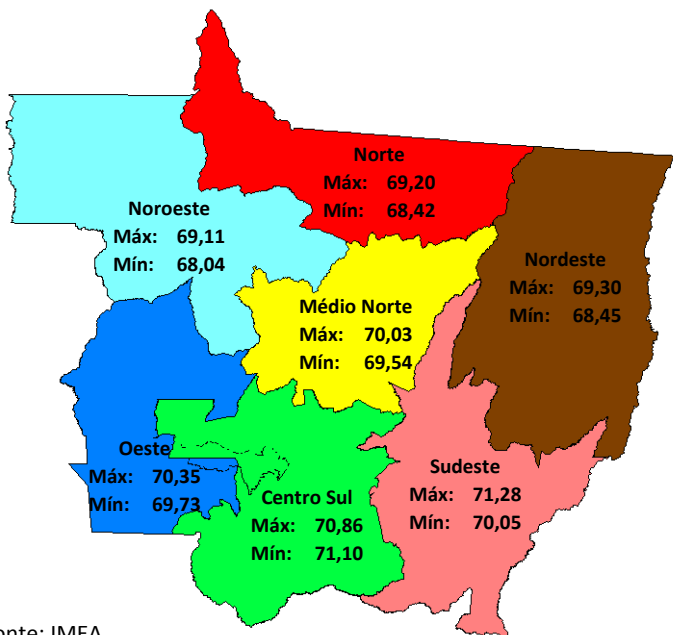 Norte
Máx: 69,20
Mín: 68,42
Noroeste
Máx: 69,11
Mín: 68,04
Nordeste
Máx: 69,30
Mín: 68,45
Médio Norte
Máx: 70,03
Mín: 69,54
Oeste
Máx: 70,35
Mín: 69,73
Centro Sul
Máx: 70,86
Mín: 71,10
Sudeste
Máx: 71,28
Mín: 70,05
onte: IMEA